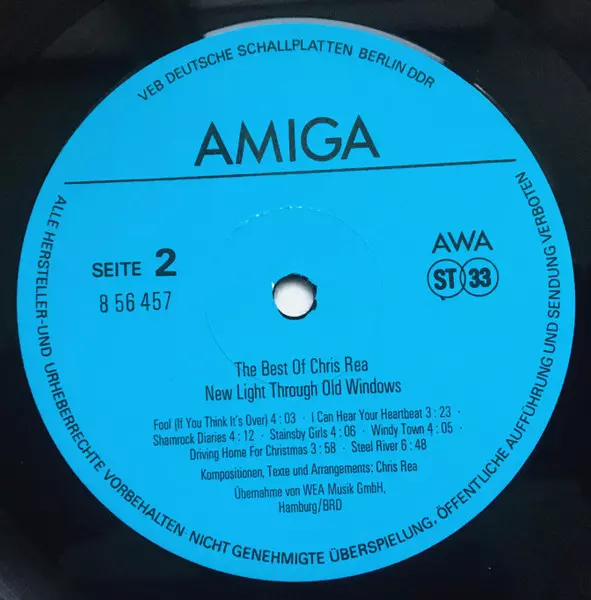 VEB DEUTSCHE SCHALLPLATTEN BERLIN DDR
AMIGA
SEITE 2
8 56 457
AWA
ST 33
The Best Of Chris Rea
New Light Through Old Windows
Fool (If You Think It's Over) 4 : 03 · I Can Hear Your Heartbeat 3 : 23 ·
Shamrock Diaries 4 : 12 · Stainsby Girls 4 : 06 · Windy Town 4 : 05 ·
Driving Home For Christmas 3 : 58 · Steel River 6 : 48
Kompositionen, Texte und Arrangements: Chris Rea
Übernahme von WEA Musik GmbH,
Hamburg/BRD
ALLE HERSTELLER-UND URHEBERRECHTE VORBEHALTEN·NICHT GENEHMIGTE ÜBERSPIELUNG, ÖFFENTLICHE AUFFÜHRUNG UND SENDUNG VERBOTEN